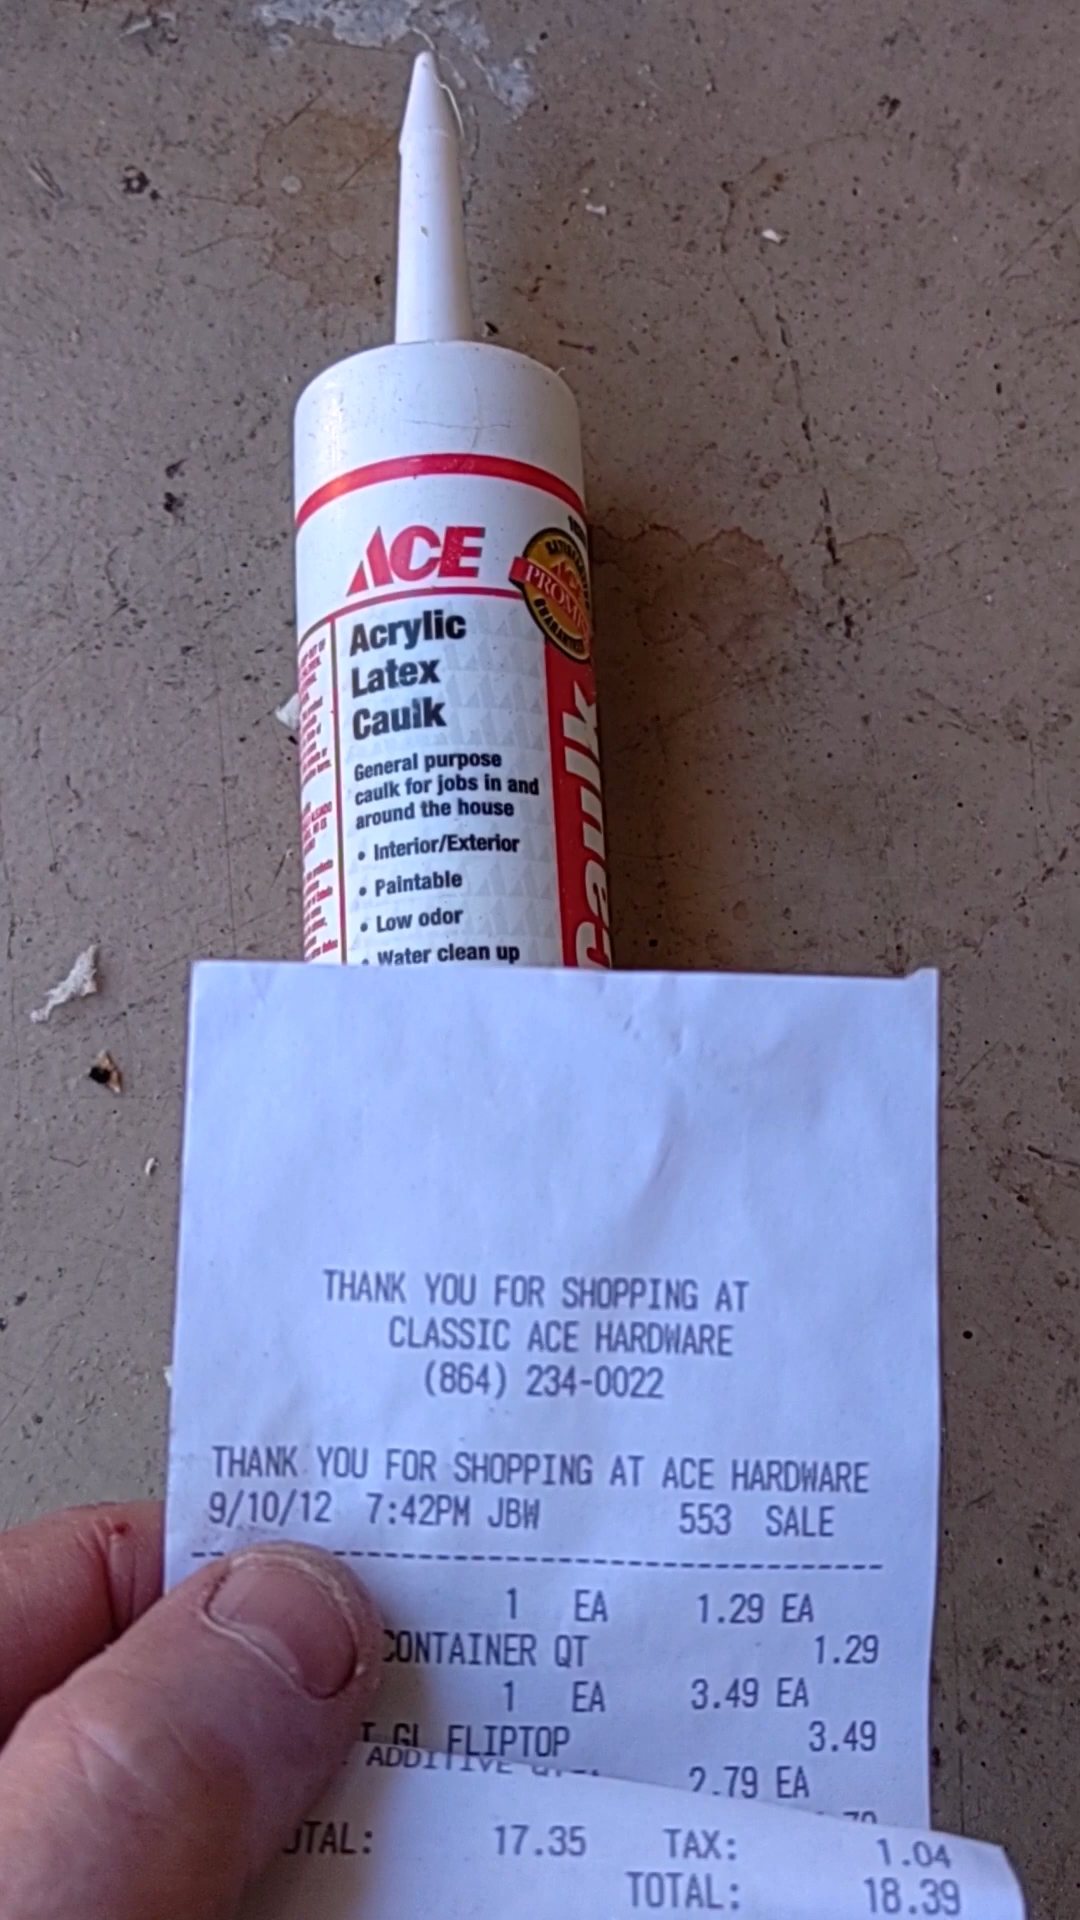 ACE
PROMIS
Acrylic
Latex
Caulk
General purpose
caulk for jobs in and
around the house
• Interior/Exterior
• Paintable
• Low odor
• Water clean up
Caulk
THANK YOU FOR SHOPPING AT
CLASSIC ACE HARDWARE
(864) 234-0022
THANK YOU FOR SHOPPING AT ACE HARDWARE
9/10/12 7:42PM JBW 553 SALE
1 EA 1.29 EA
CONTAINER QT 1.29
1 EA 3.49 EA
T GL FLIPTOP 3.49
2.79 EA
ADDITIVE
OTAL: 17.35 TAX: 1.04
TOTAL: 18.39